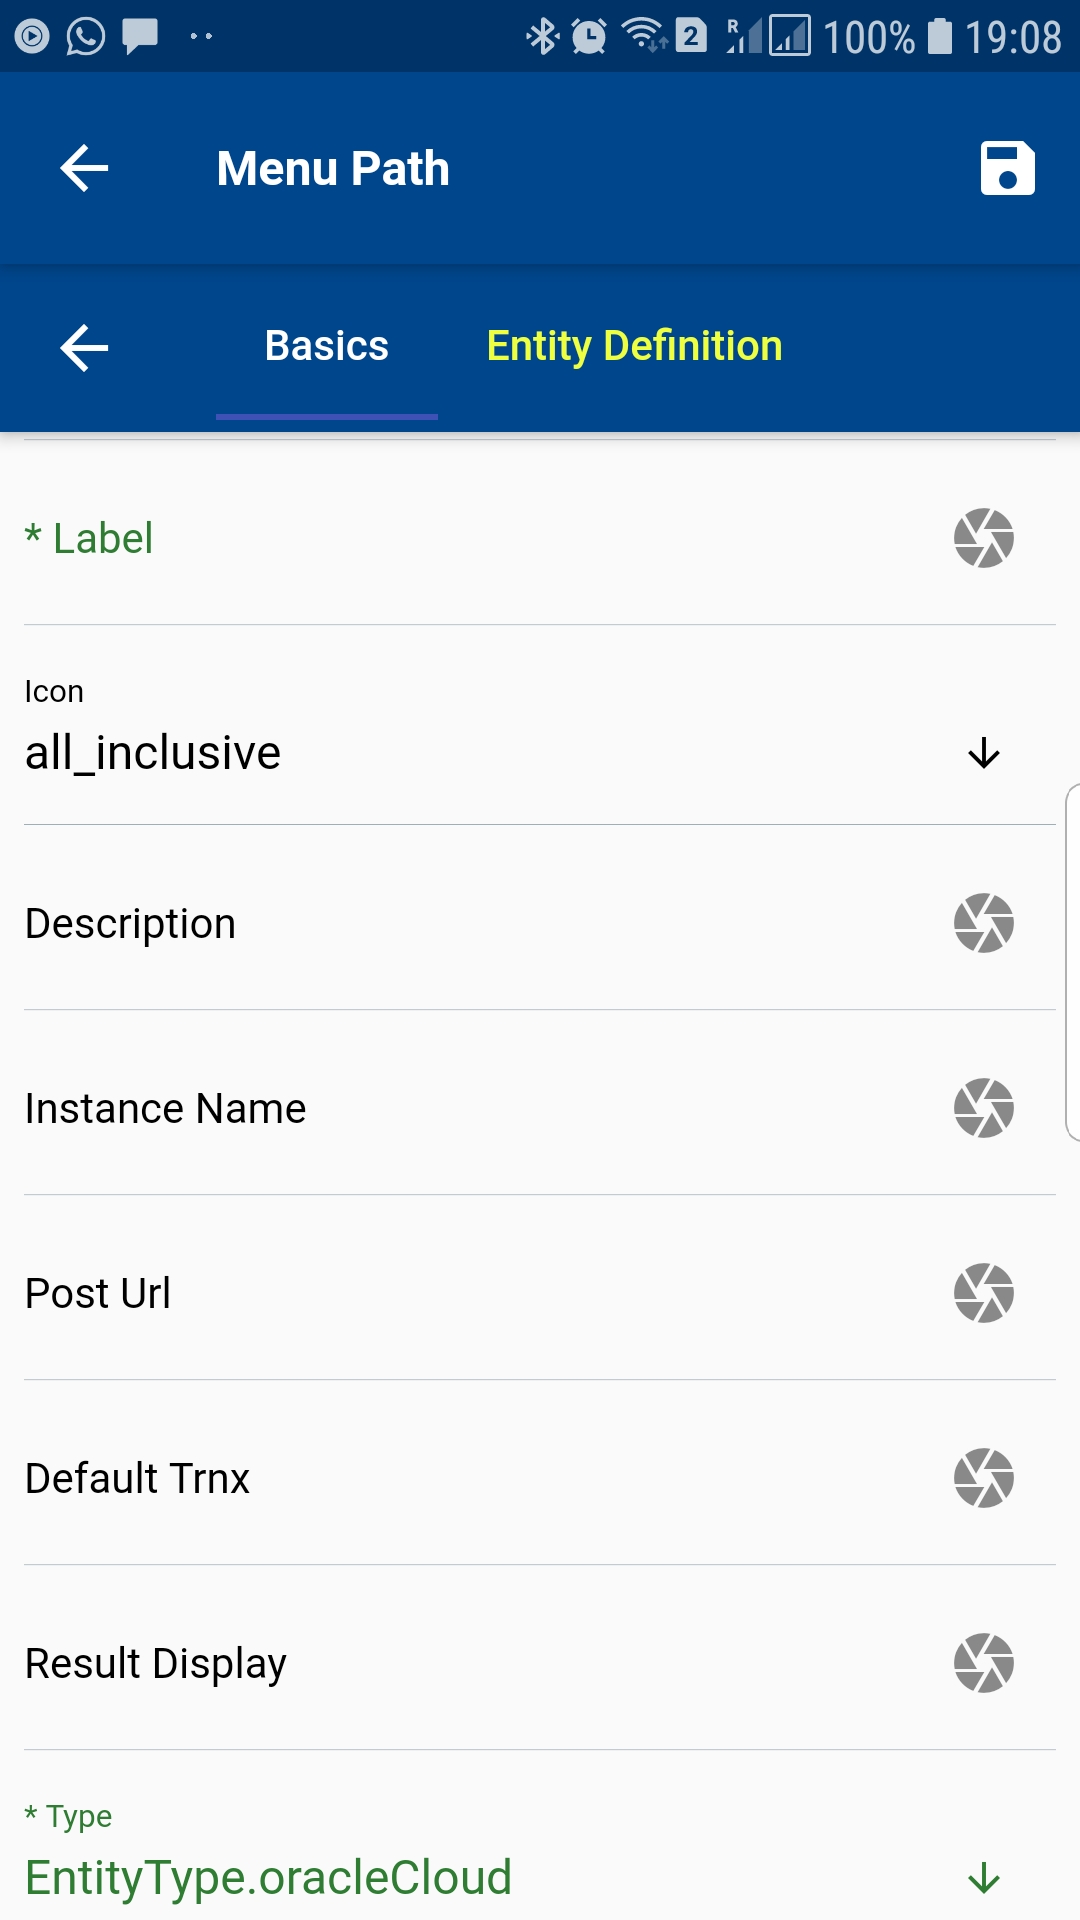 2 R 100% 19:08
Menu Path
Basics Entity Definition
* Label
Icon
all_inclusive
Description
Instance Name
Post Url
Default Trnx
Result Display
* Type
EntityType.oracleCloud